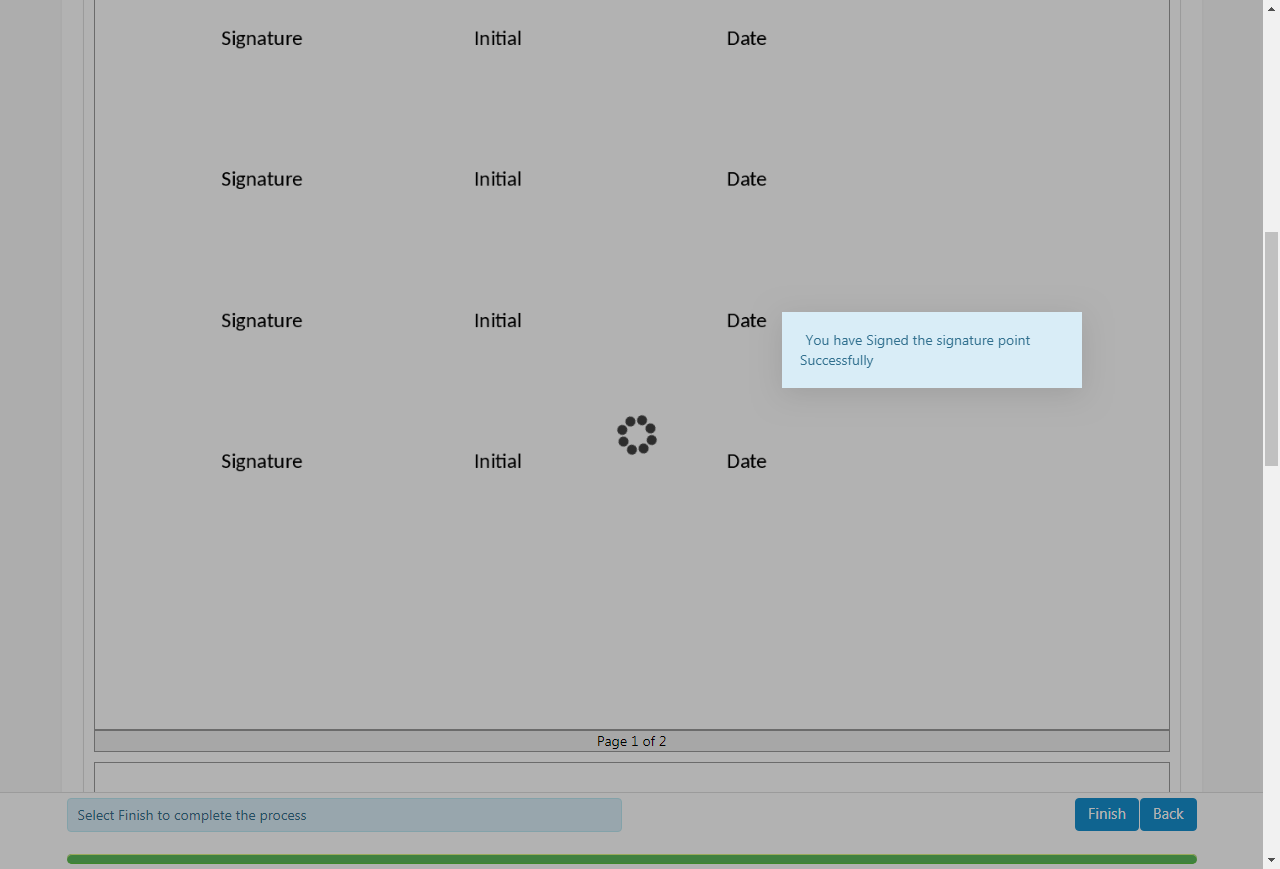 Signature Initial Date
Signature Initial Date
Signature Initial Date
You have Signed the signature point
Successfully
Signature Initial Date
Page 1 of 2
Select Finish to complete the process
Finish Back